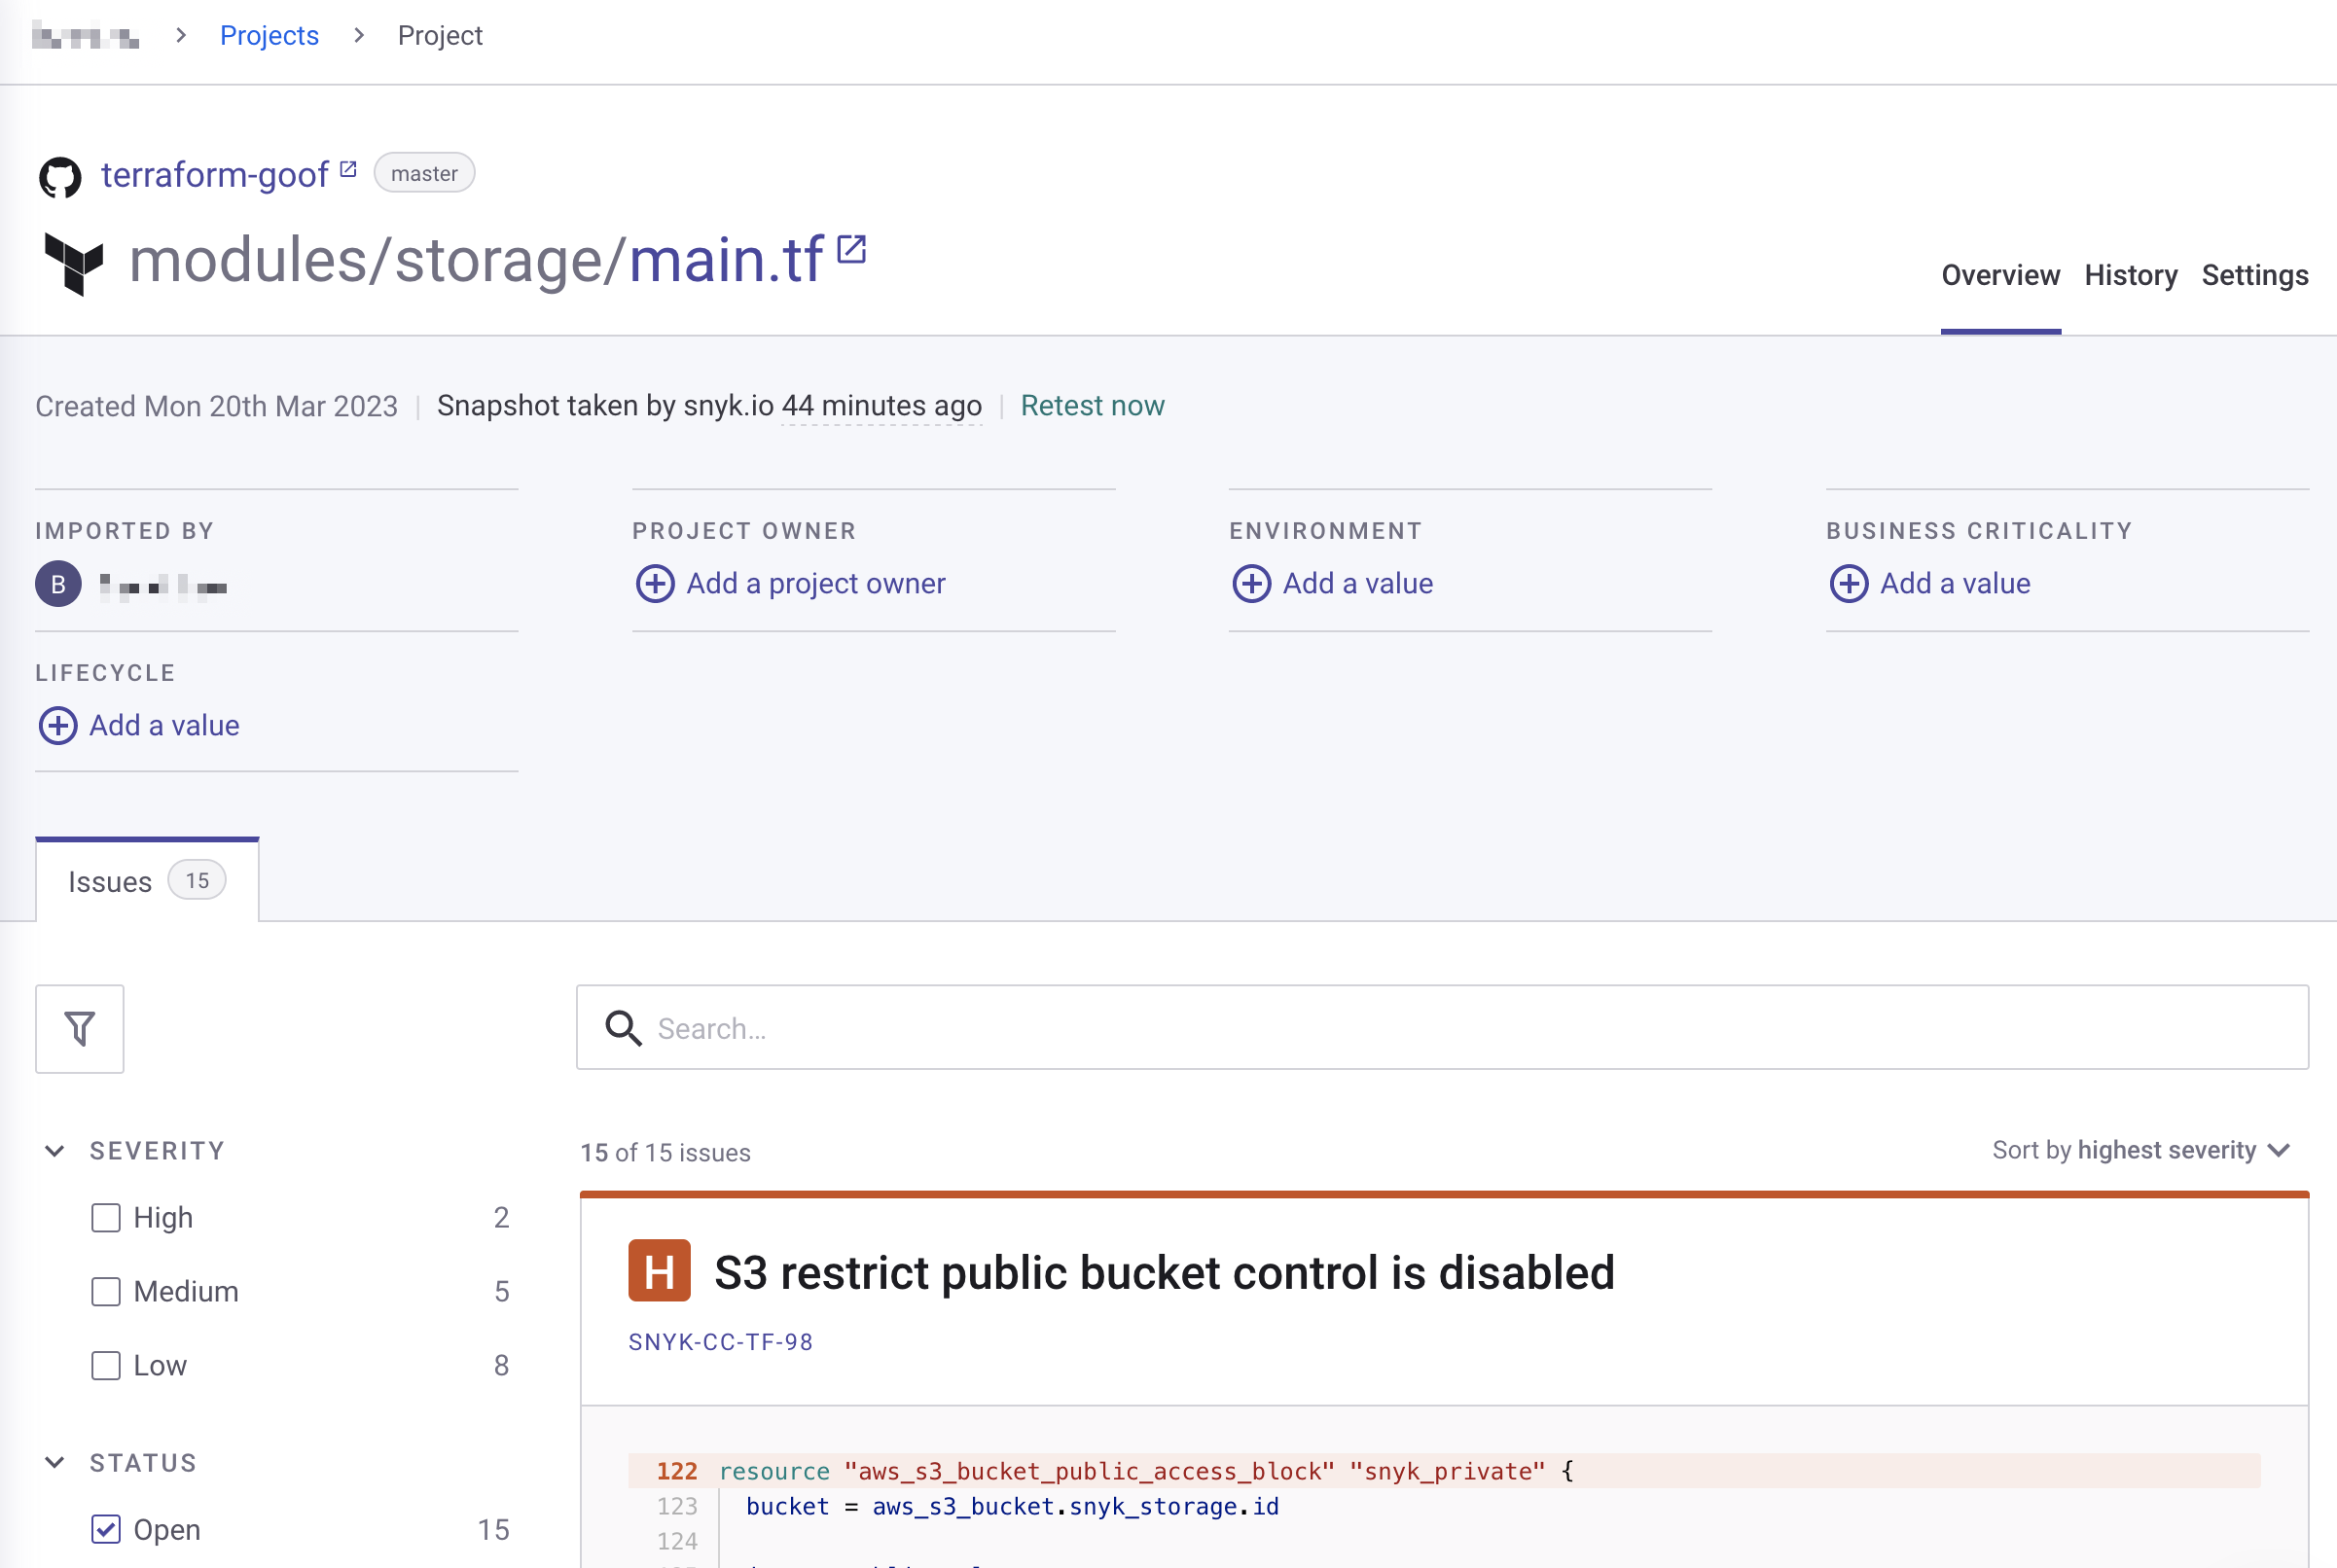 Projects > Project
terraform-goof master
modules/storage/main.tf
Overview History Settings
Created Mon 20th Mar 2023 | Snapshot taken by snyk.io 44 minutes ago | Retest now
IMPORTED BY PROJECT OWNER ENVIRONMENT BUSINESS CRITICALITY
B Add a project owner Add a value Add a value
LIFECYCLE
Add a value
Issues 15
Search...
SEVERITY
High 2
Medium 5
Low 8
STATUS
Open 15
15 of 15 issues Sort by highest severity
H S3 restrict public bucket control is disabled
SNYK-CC-TF-98
122 resource "aws_s3_bucket_public_access_block" "snyk_private" {
123 bucket = aws_s3_bucket.snyk_storage.id
124